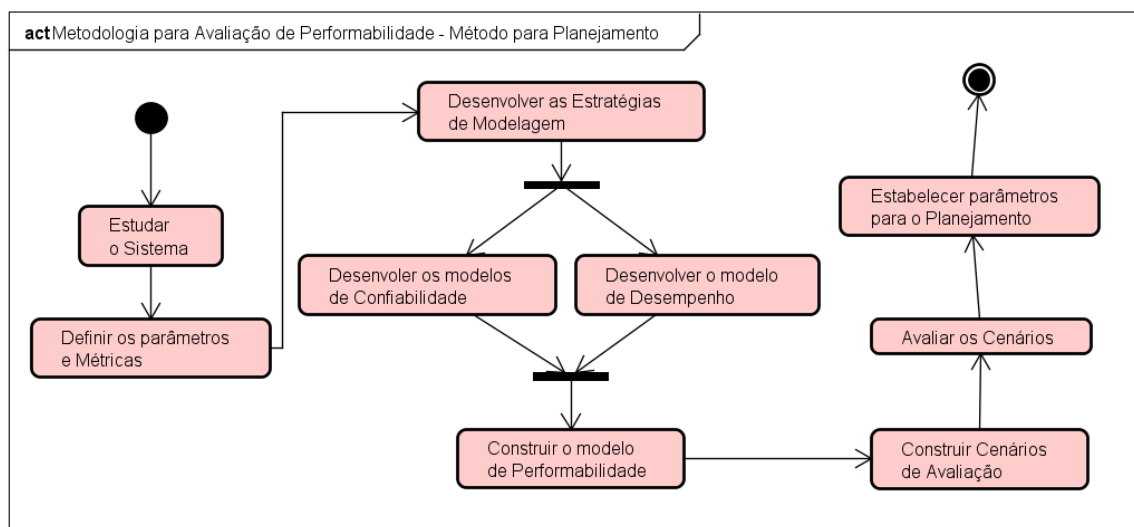 act Metodologia para Avaliação de Performabilidade - Método para Planejamento
Estudar
o Sistema
Definir os parâmetros
e Métricas
Desenvolver as Estratégias
de Modelagem
Desenvoler os modelos
de Confiabilidade
Desenvolver o modelo
de Desempenho
Construir o modelo
de Performabilidade
Construir Cenários
de Avaliação
Avaliar os Cenários
Estabelecer parâmetros
para o Planejamento